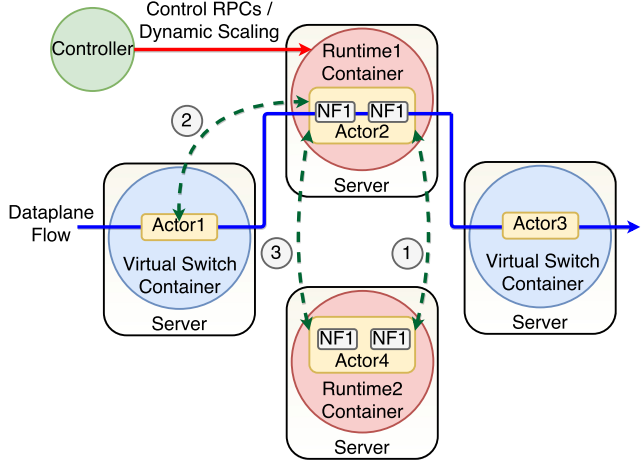 Control RPCs /
Dynamic Scaling
Controller
Runtime1
Container
NF1 NF1
Actor2
Server
2
Dataplane
Flow
Actor1
Virtual Switch
Container
Server
3
1
Actor3
Virtual Switch
Container
Server
NF1 NF1
Actor4
Runtime2
Container
Server